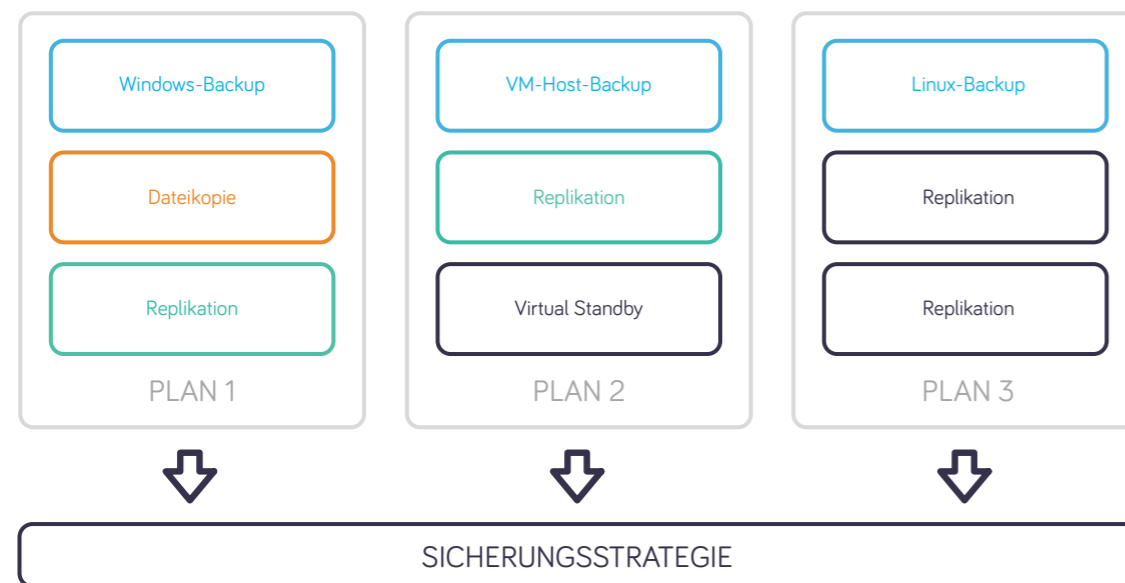 Windows-Backup
Dateikopie
Replikation
PLAN 1
VM-Host-Backup
Replikation
Virtual Standby
PLAN 2
Linux-Backup
Replikation
Replikation
PLAN 3
SICHERUNGSSTRATEGIE